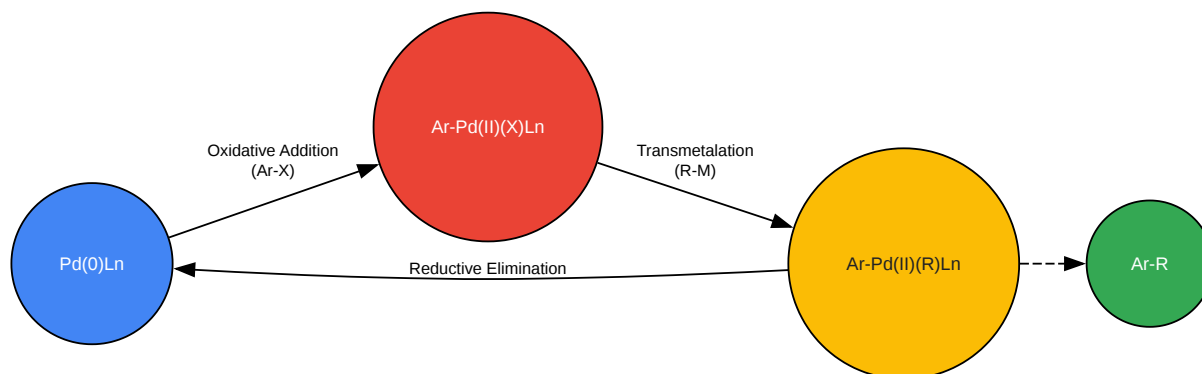 Ar-Pd(II)(X)Ln
Oxidative Addition
(Ar-X)
Transmetalation
(R-M)
Pd(0)Ln
Reductive Elimination
Ar-Pd(II)(R)Ln
Ar-R